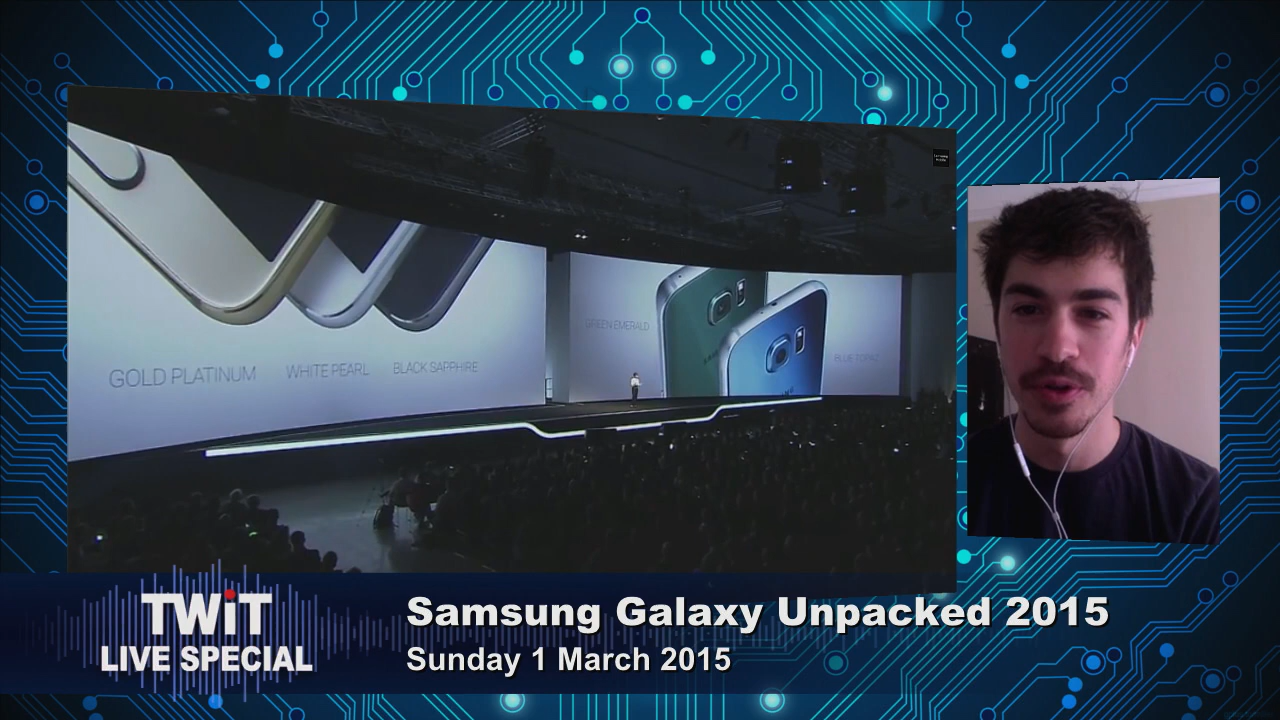 GOLD PLATINUM
WHITE PEARL
BLACK SAPPHIRE
GREEN EMERALD
BLUE TOPAZ
TWiT
LIVE SPECIAL
Samsung Galaxy Unpacked 2015
Sunday 1 March 2015